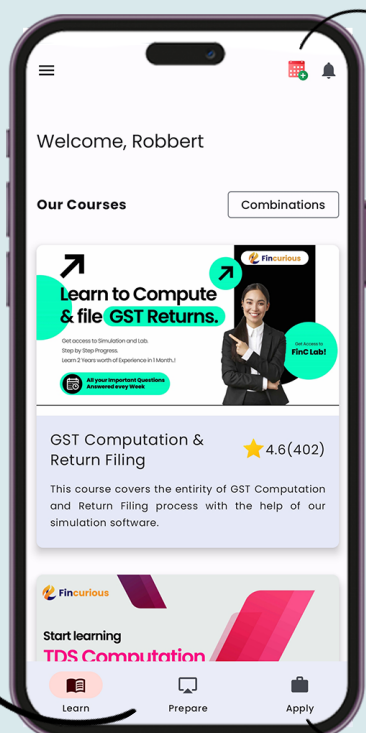 Welcome, Robbert
Our Courses
Combinations
Fincurious
Learn to Compute
& file GST Returns.
Get access to Simulation and Lab.
Step by Step Progress
Learn 2 Years worth of Experience in 1 Month..!
All your Important Questions
Answered evey Week
Get Access to
FinC Lab!
GST Computation &
Return Filing
4.6(402)
This course covers the entirity of GST Computation
and Return Filing process with the help of our
simulation software.
Fincurious
Start learning
TDS Computation
Learn
Prepare
Apply